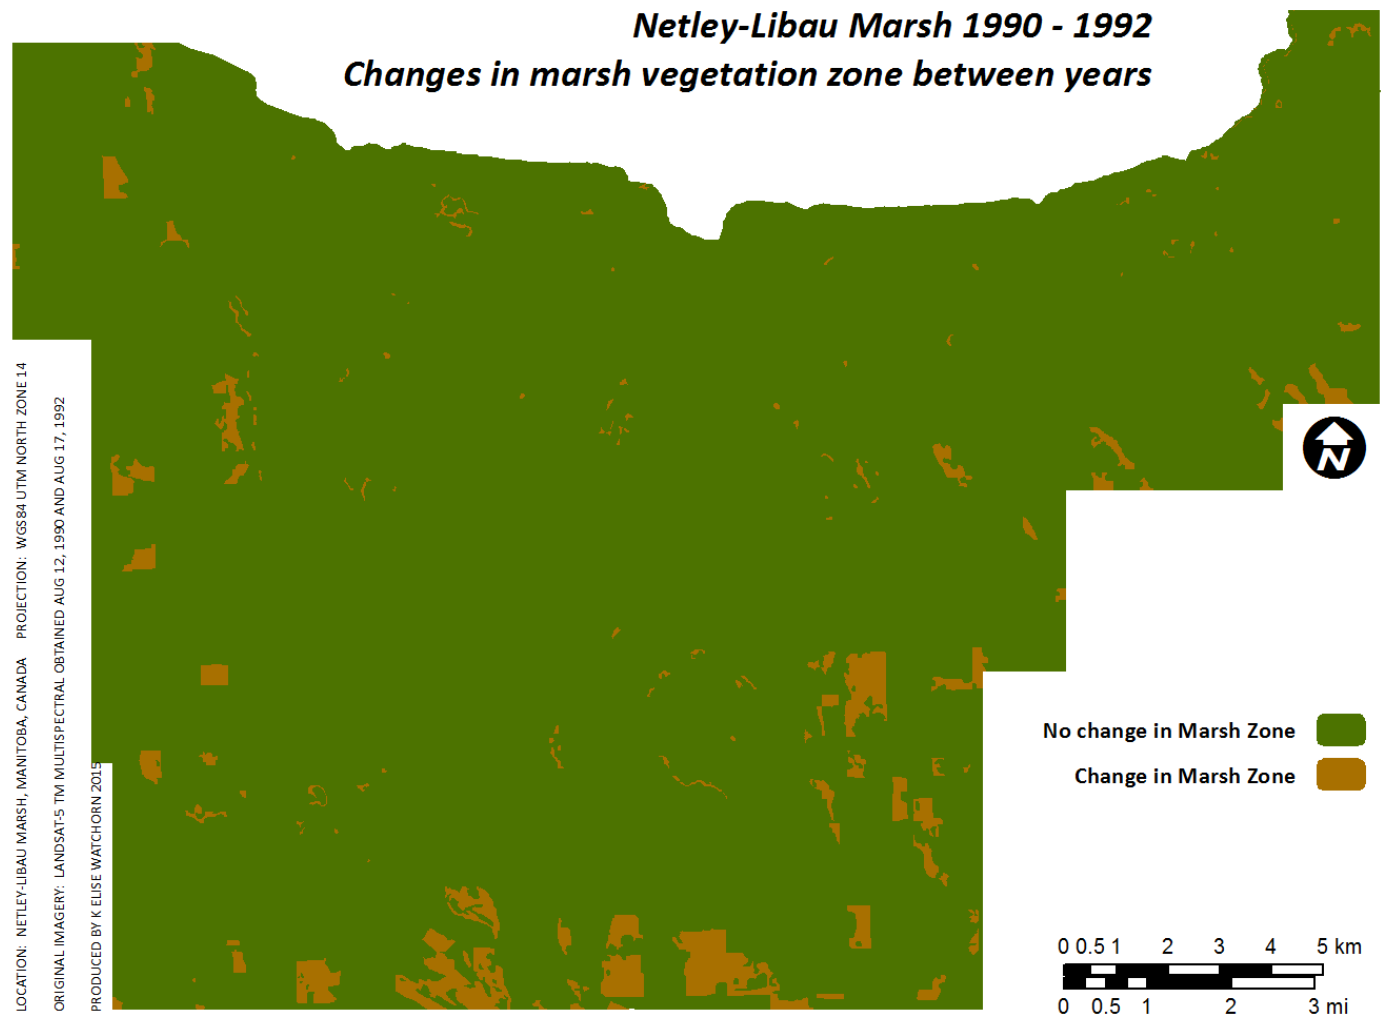 Netley-Libau Marsh 1990 - 1992
Changes in marsh vegetation zone between years
LOCATION: NETLEY-LIBAU MARSH, MANITOBA, CANADA PROJECTION: WGS84 UTM NORTH ZONE 14
ORIGINAL IMAGERY: LANDSAT-5 TM MULTISPECTRAL OBTAINED AUG 12, 1990 AND AUG 17, 1992
PRODUCED BY K ELISE WATCHORN 2015
N
No change in Marsh Zone
Change in Marsh Zone
0 0.5 1 2 3 4 5 km
0 0.5 1 2 3 mi